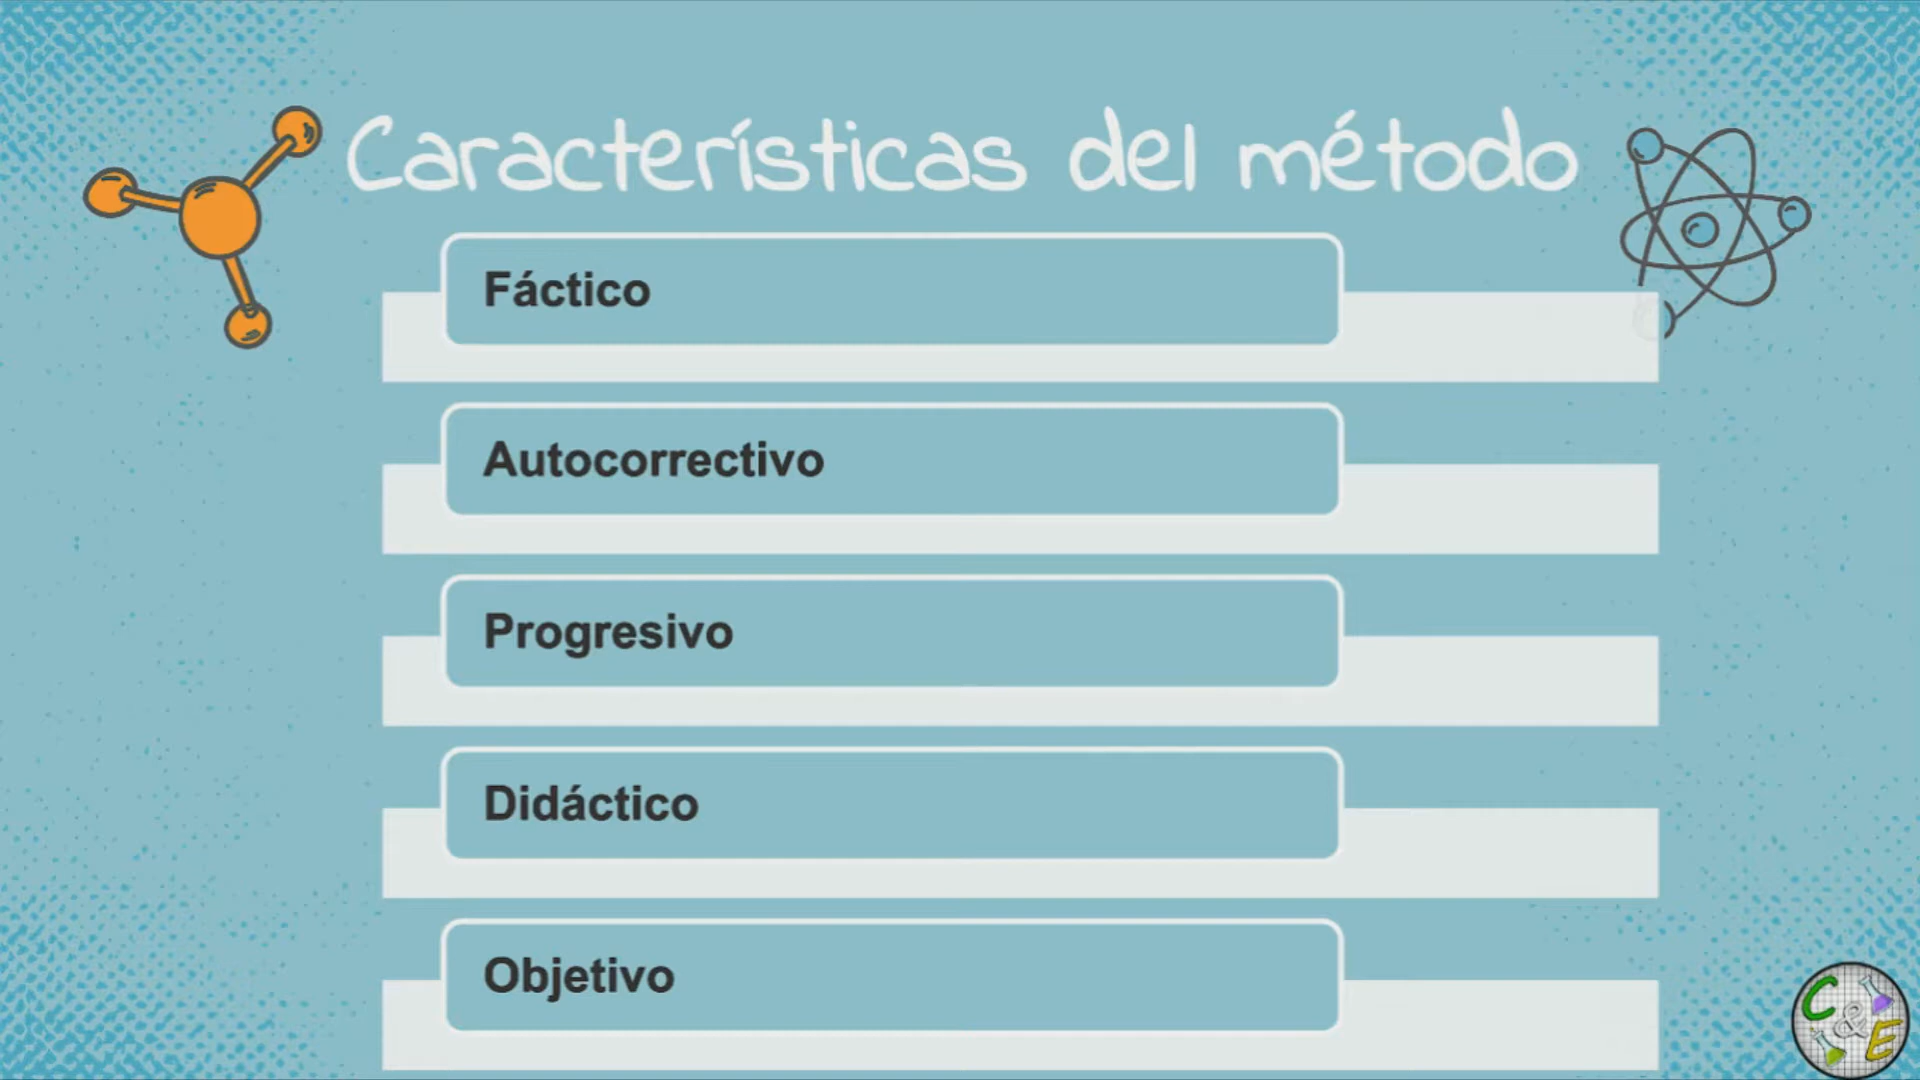 Características del método
Fáctico
Autocorrectivo
Progresivo
Didáctico
Objetivo
C&E